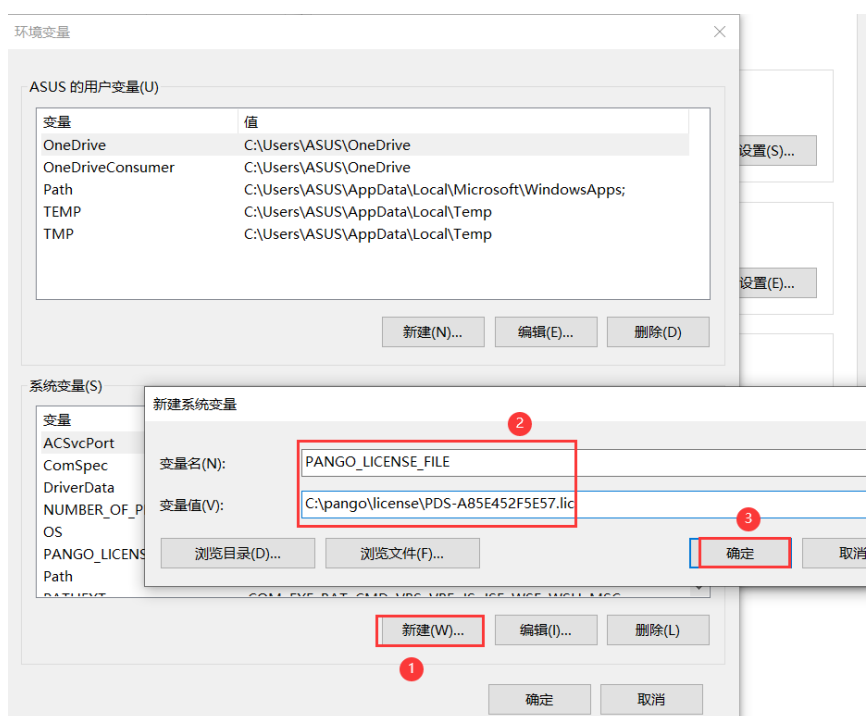 环境变量
ASUS 的用户变量(U)
变量 值
OneDrive C:\Users\ASUS\OneDrive
OneDriveConsumer C:\Users\ASUS\OneDrive
Path C:\Users\ASUS\AppData\Local\Microsoft\WindowsApps;
TEMP C:\Users\ASUS\AppData\Local\Temp
TMP C:\Users\ASUS\AppData\Local\Temp
设置(S)...
设置(E)...
新建(N)... 编辑(E)... 删除(D)
系统变量(S)
变量
ACSvcPort
ComSpec
DriverData
NUMBER_OF_P
OS
PANGO_LICENS
Path
新建系统变量
2
变量名(N): PANGO_LICENSE_FILE
变量值(V): C:\pango\license\PDS-A85E452F5E57.lic
3
浏览目录(D)... 浏览文件(F)... 确定 取消
新建(W)... 编辑(I)... 删除(L)
1
确定 取消